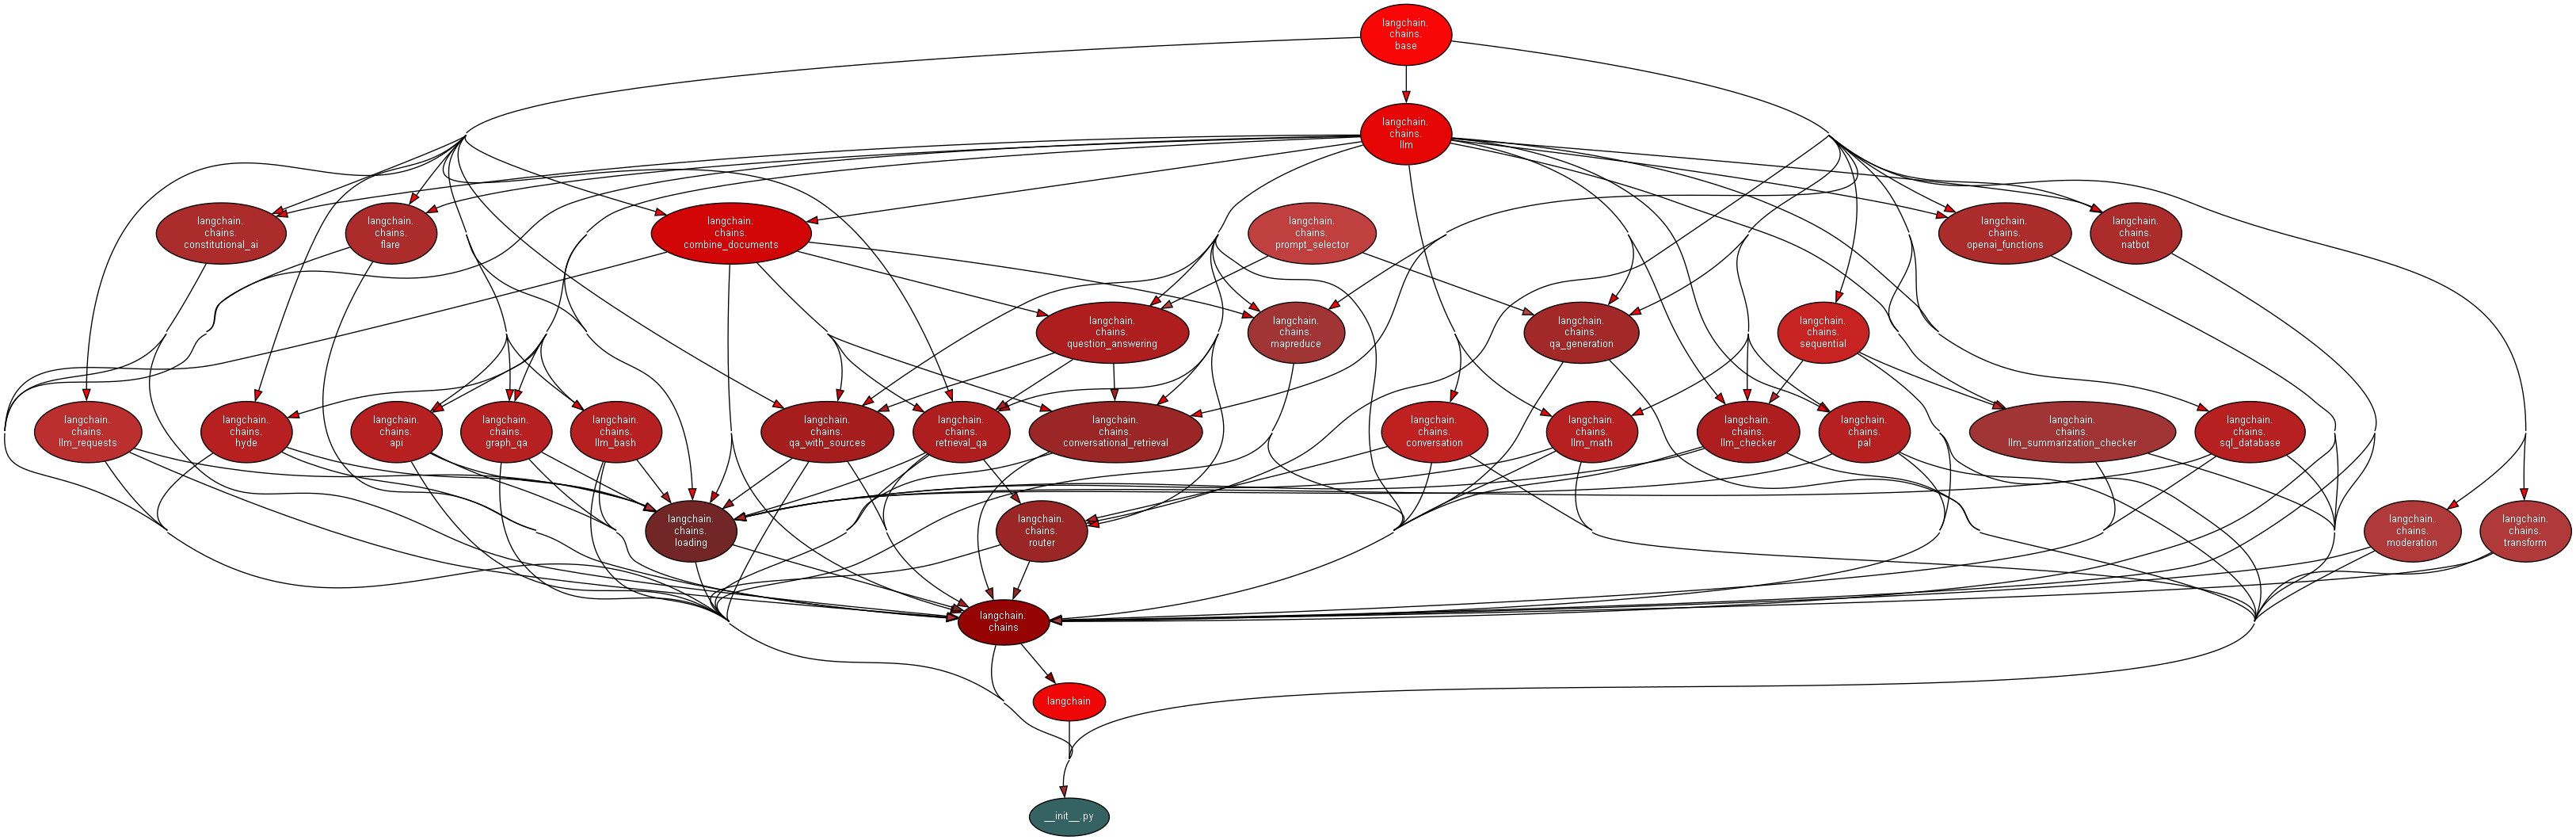 langchain.
chains.
base
langchain.
chains.
llm
langchain.
chains.
constitutional_ai
langchain.
chains.
flare
langchain.
chains.
combine_documents
langchain.
chains.
prompt_selector
langchain.
chains.
openai_functions
langchain.
chains.
natbot
langchain.
chains.
question_answering
langchain.
chains.
mapreduce
langchain.
chains.
qa_generation
langchain.
chains.
sequential
langchain.
chains.
llm_requests
langchain.
chains.
hyde
langchain.
chains.
api
langchain.
chains.
graph_qa
langchain.
chains.
llm_bash
langchain.
chains.
qa_with_sources
langchain.
chains.
retrieval_qa
langchain.
chains.
conversational_retrieval
langchain.
chains.
conversation
langchain.
chains.
llm_math
langchain.
chains.
llm_checker
langchain.
chains.
pal
langchain.
chains.
llm_summarization_checker
langchain.
chains.
sql_database
langchain.
chains.
loading
langchain.
chains.
router
langchain.
chains.
moderation
langchain.
chains.
transform
langchain.
chains
langchain
__init__.py